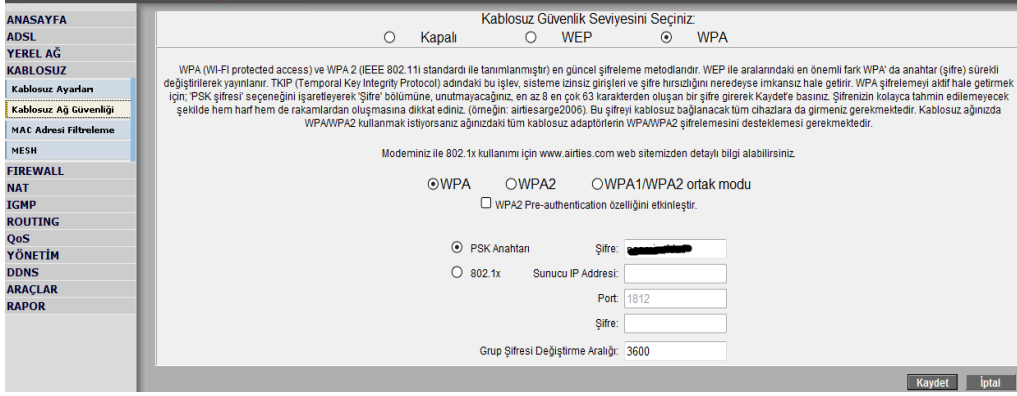 ANASAYFA
ADSL
YEREL AĞ
KABLOSUZ
Kablosuz Ayarları
Kablosuz Ağ Güvenliği
MAC Adresi Filtreleme
MESH
FIREWALL
NAT
IGMP
ROUTING
QoS
YÖNETİM
DDNS
ARAÇLAR
RAPOR
Kablosuz Güvenlik Seviyesini Seçiniz:
Kapalı WEP WPA
WPA (WI-FI protected access) ve WPA 2 (IEEE 802.11i standardı ile tanımlanmıştır) en güncel şifreleme metodlarıdır. WEP ile aralarındaki en önemli fark WPA' da anahtar (şifre) sürekli
değiştirilerek yayınlanır. TKIP (Temporal Key Integrity Protocol) adındaki bu işlev, sisteme izinsiz girişleri ve şifre hırsızlığını neredeyse imkansız hale getirir. WPA şifrelemeyi aktif hale getirmek
için; 'PSK şifresi' seçeneğini işaretleyerek 'Şifre' bölümüne, unutmayacağınız, en az 8 en çok 63 karakterden oluşan bir şifre girerek Kaydet'e basınız. Şifrenizin kolayca tahmin edilemeyecek
şekilde hem harf hem de rakamlardan oluşmasına dikkat ediniz. (örneğin: airtiesarge2006). Bu şifreyi kablosuz bağlanacak tüm cihazlara da girmeniz gerekmektedir. Kablosuz ağınızda
WPA/WPA2 kullanmak istiyorsanız ağınızdaki tüm kablosuz adaptörlerin WPA/WPA2 şifrelemesini desteklemesi gerekmektedir.
Modeminiz ile 802.1x kullanımı için www.airties.com web sitemizden detaylı bilgi alabilirsiniz.
WPA WPA2 WPA1/WPA2 ortak modu
WPA2 Pre-authentication özelliğini etkinleştir.
PSK Anahtarı Şifre:
802.1x Sunucu IP Addresi:
Port: 1812
Şifre:
Grup Şifresi Değiştirme Aralığı: 3600
Kaydet İptal